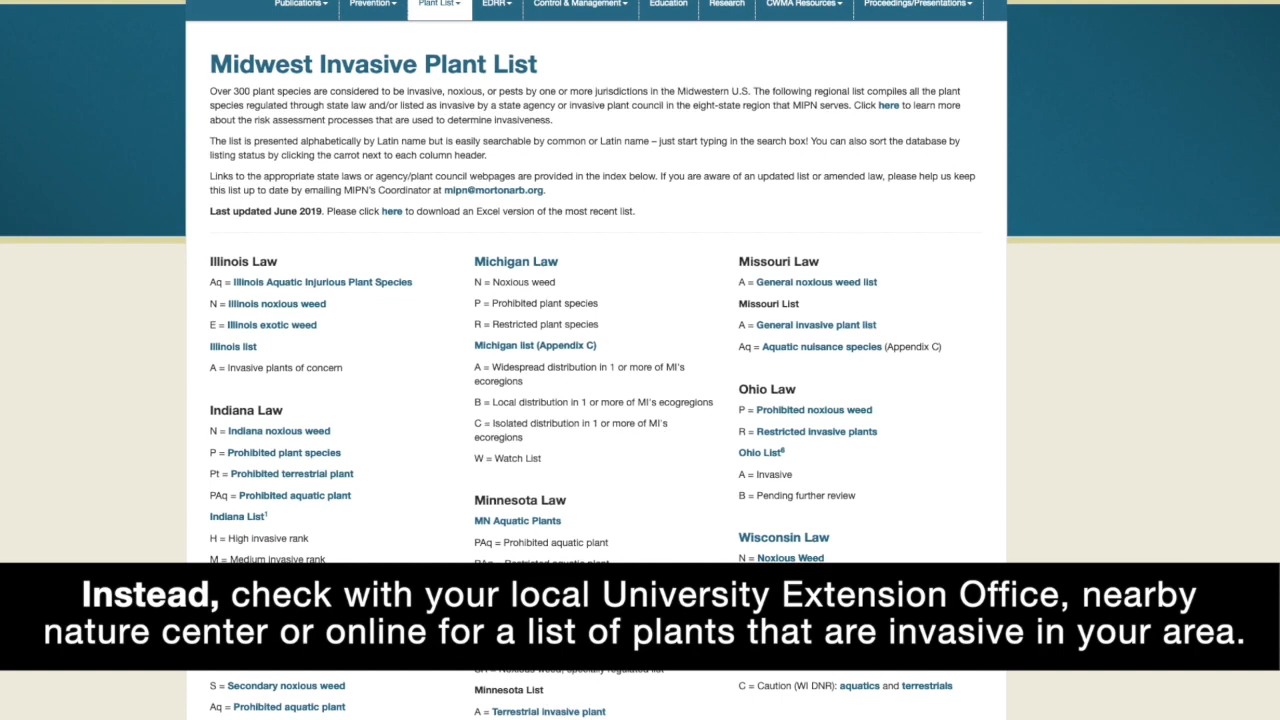 Publications Prevention Plant List EDRR Control & Management Education Research CWMA Resources Proceedings/Presentations
Midwest Invasive Plant List
Over 300 plant species are considered to be invasive, noxious, or pests by one or more jurisdictions in the Midwestern U.S. The following regional list compiles all the plant
species regulated through state law and/or listed as invasive by a state agency or invasive plant council in the eight-state region that MIPN serves. Click here to learn more
about the risk assessment processes that are used to determine invasiveness.
The list is presented alphabetically by Latin name but is easily searchable by common or Latin name – just start typing in the search box! You can also sort the database by
listing status by clicking the carrot next to each column header.
Links to the appropriate state laws or agency/plant council webpages are provided in the index below. If you are aware of an updated list or amended law, please help us keep
this list up to date by emailing MIPN's Coordinator at mipn@mortonarb.org.
Last updated June 2019. Please click here to download an Excel version of the most recent list.
Illinois Law
Aq = Illinois Aquatic Injurious Plant Species
N = Illinois noxious weed
E = Illinois exotic weed
Illinois list
A = Invasive plants of concern
Indiana Law
N = Indiana noxious weed
P = Prohibited plant species
Pt = Prohibited terrestrial plant
PAq = Prohibited aquatic plant
Indiana List1
H = High invasive rank
M = Medium invasive rank
S = Secondary noxious weed
Aq = Prohibited aquatic plant
Michigan Law
N = Noxious weed
P = Prohibited plant species
R = Restricted plant species
Michigan list (Appendix C)
A = Widespread distribution in 1 or more of MI's
ecoregions
B = Local distribution in 1 or more of MI's ecogregions
C = Isolated distribution in 1 or more of MI's
ecoregions
W = Watch List
Minnesota Law
MN Aquatic Plants
PAq = Prohibited aquatic plant
Minnesota List
A = Terrestrial invasive plant
Missouri Law
A = General noxious weed list
Missouri List
A = General invasive plant list
Aq = Aquatic nuisance species (Appendix C)
Ohio Law
P = Prohibited noxious weed
R = Restricted invasive plants
Ohio List6
A = Invasive
B = Pending further review
Wisconsin Law
N = Noxious Weed
C = Caution (WI DNR): aquatics and terrestrials
Instead, check with your local University Extension Office, nearby
nature center or online for a list of plants that are invasive in your area.